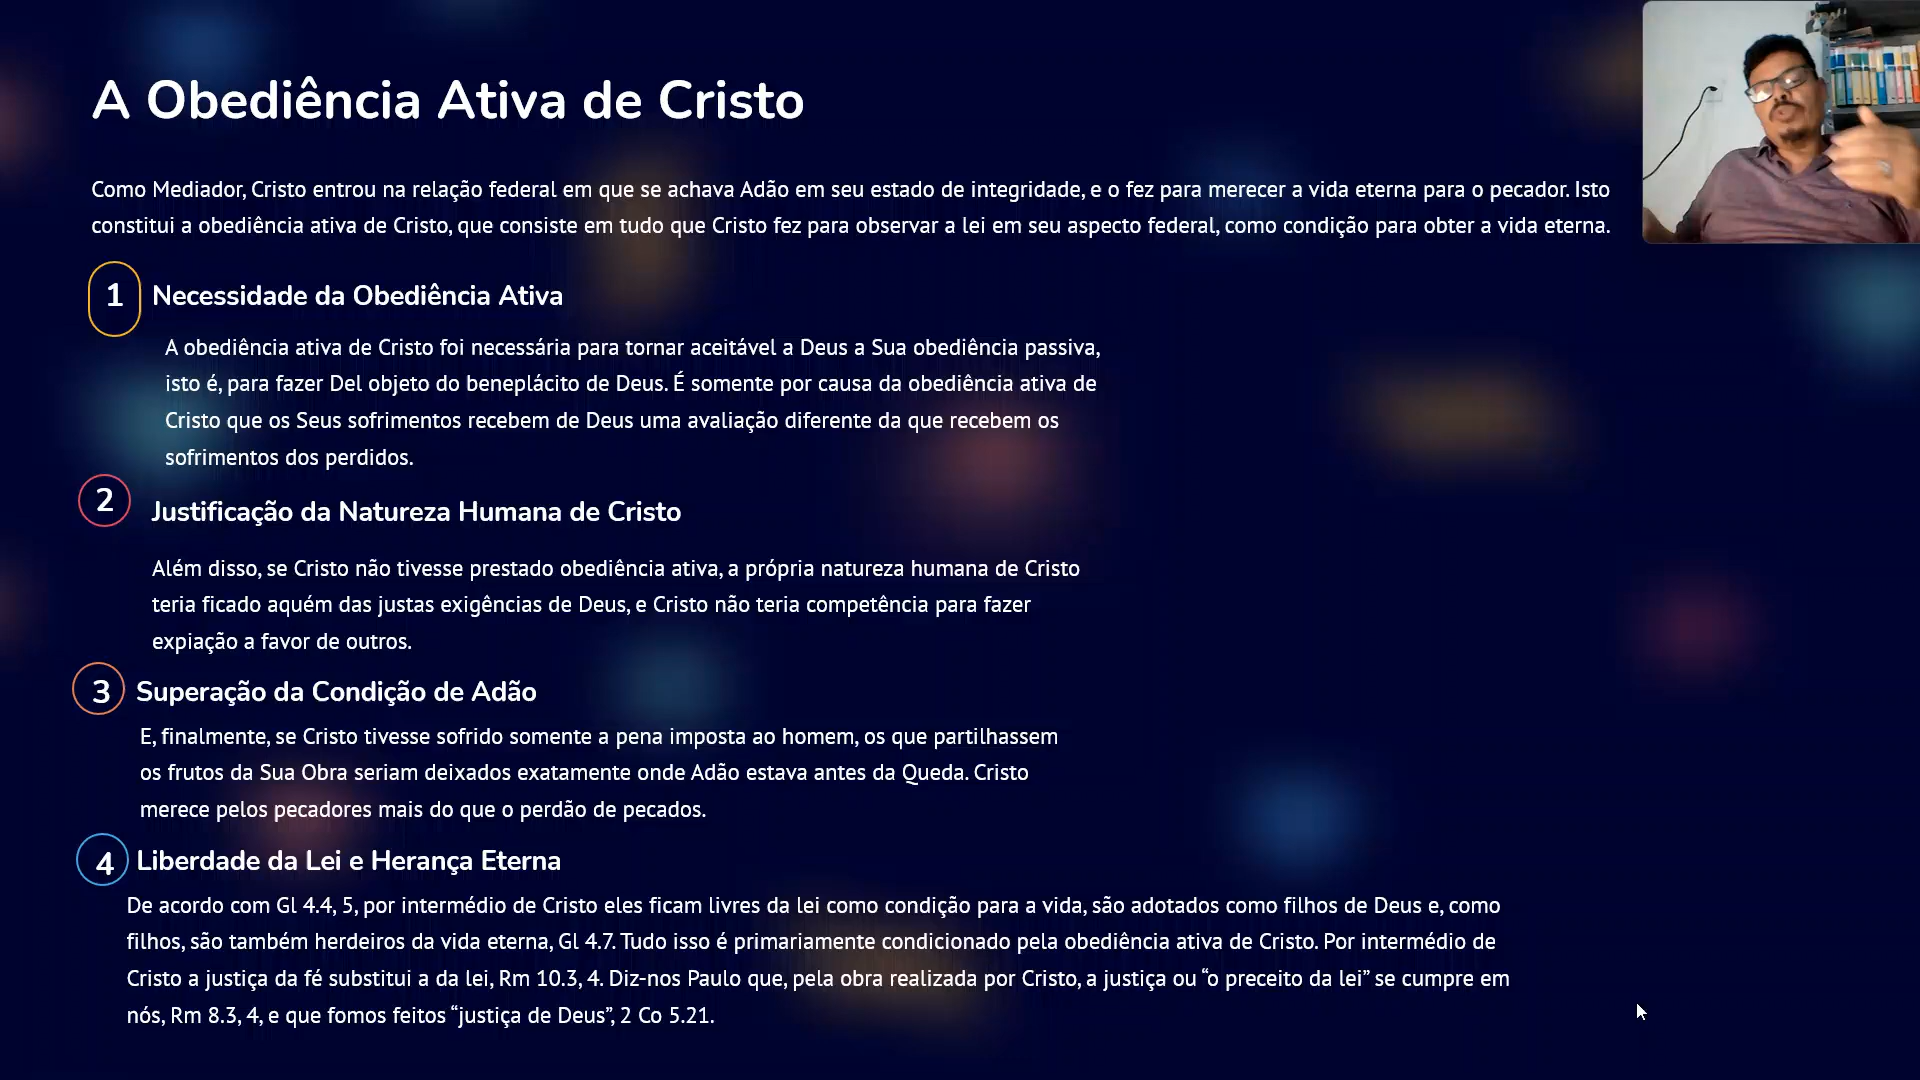 A Obediência Ativa de Cristo
Como Mediador, Cristo entrou na relação federal em que se achava Adão em seu estado de integridade, e o fez para merecer a vida eterna para o pecador. Isto
constitui a obediência ativa de Cristo, que consiste em tudo que Cristo fez para observar a lei em seu aspecto federal, como condição para obter a vida eterna.
1
Necessidade da Obediência Ativa
A obediência ativa de Cristo foi necessária para tornar aceitável a Deus a Sua obediência passiva,
isto é, para fazer Del objeto do beneplácito de Deus. É somente por causa da obediência ativa de
Cristo que os Seus sofrimentos recebem de Deus uma avaliação diferente da que recebem os
sofrimentos dos perdidos.
2
Justificação da Natureza Humana de Cristo
Além disso, se Cristo não tivesse prestado obediência ativa, a própria natureza humana de Cristo
teria ficado aquém das justas exigências de Deus, e Cristo não teria competência para fazer
expiação a favor de outros.
3
Superação da Condição de Adão
E, finalmente, se Cristo tivesse sofrido somente a pena imposta ao homem, os que partilhassem
os frutos da Sua Obra seriam deixados exatamente onde Adão estava antes da Queda. Cristo
merece pelos pecadores mais do que o perdão de pecados.
4
Liberdade da Lei e Herança Eterna
De acordo com Gl 4.4, 5, por intermédio de Cristo eles ficam livres da lei como condição para a vida, são adotados como filhos de Deus e, como
filhos, são também herdeiros da vida eterna, Gl 4.7. Tudo isso é primariamente condicionado pela obediência ativa de Cristo. Por intermédio de
Cristo a justiça da fé substitui a da lei, Rm 10.3, 4. Diz-nos Paulo que, pela obra realizada por Cristo, a justiça ou “o preceito da lei” se cumpre em
nós, Rm 8.3, 4, e que fomos feitos “justiça de Deus”, 2 Co 5.21.